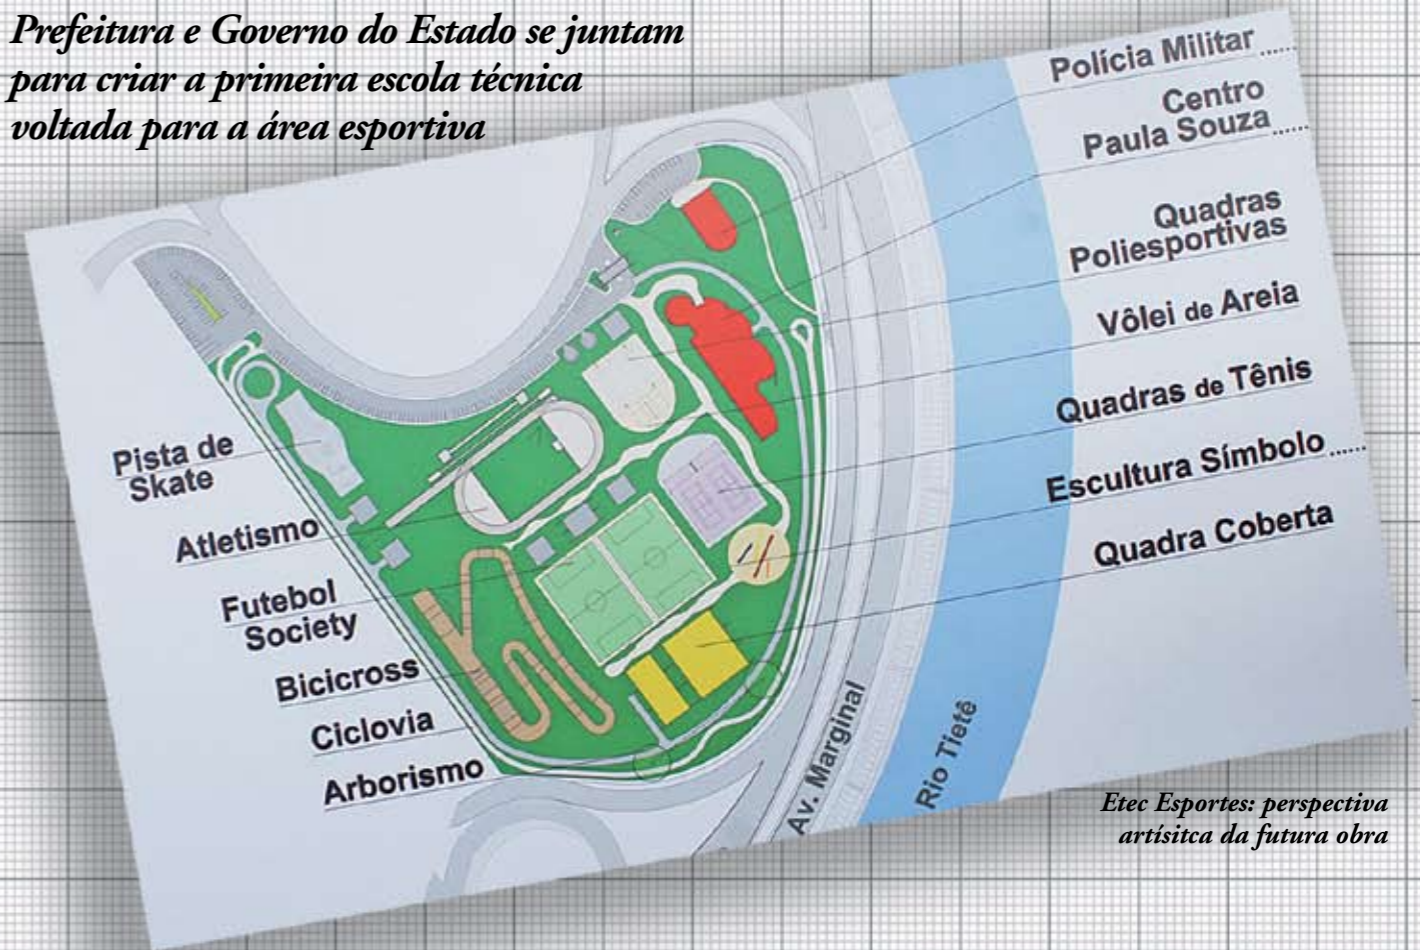 Prefeitura e Governo do Estado se juntam
para criar a primeira escola técnica
voltada para a área esportiva
Polícia Militar ......
Centro
Paula Souza ......
Quadras
Poliesportivas
Vôlei de Areia
Quadras de Tênis
Escultura Símbolo ......
Quadra Coberta
Pista de
Skate
Atletismo
Futebol
Society
Bicicross
Ciclovia
Arborismo
Av. Marginal
Rio Tietê
Etec Esportes: perspectiva
artísitca da futura obra